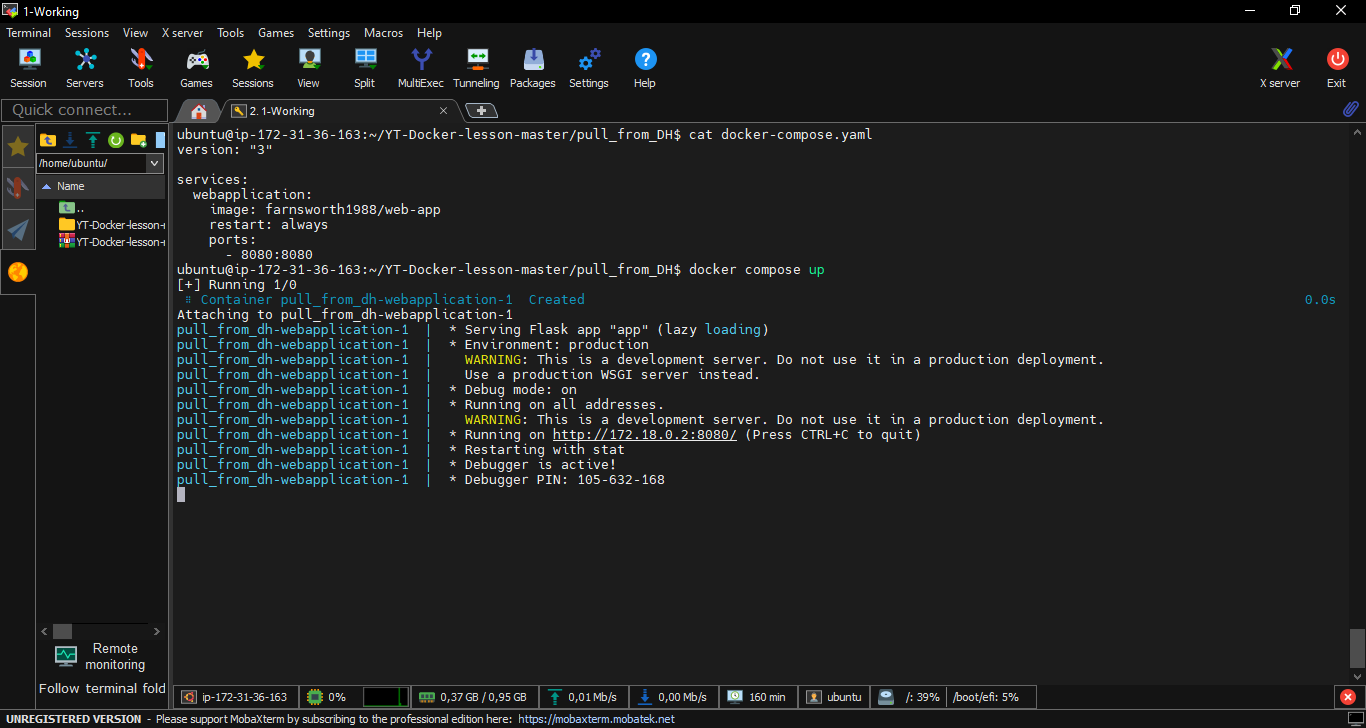 1-Working
Terminal Sessions View X server Tools Games Settings Macros Help
Session Servers Tools Games Sessions View Split MultiExec Tunneling Packages Settings Help X server Exit
Quick connect...
2. 1-Working
/home/ubuntu/
Name
..
YT-Docker-lesson-
YT-Docker-lesson-
ubuntu@ip-172-31-36-163:~/YT-Docker-lesson-master/pull_from_DH$ cat docker-compose.yaml
version: "3"
services:
webapplication:
image: farnsworth1988/web-app
restart: always
ports:
- 8080:8080
ubuntu@ip-172-31-36-163:~/YT-Docker-lesson-master/pull_from_DH$ docker compose up
[+] Running 1/0
⠿ Container pull_from_dh-webapplication-1 Created 0.0s
Attaching to pull_from_dh-webapplication-1
pull_from_dh-webapplication-1 | * Serving Flask app "app" (lazy loading)
pull_from_dh-webapplication-1 | * Environment: production
pull_from_dh-webapplication-1 | WARNING: This is a development server. Do not use it in a production deployment.
pull_from_dh-webapplication-1 | Use a production WSGI server instead.
pull_from_dh-webapplication-1 | * Debug mode: on
pull_from_dh-webapplication-1 | * Running on all addresses.
pull_from_dh-webapplication-1 | WARNING: This is a development server. Do not use it in a production deployment.
pull_from_dh-webapplication-1 | * Running on http://172.18.0.2:8080/ (Press CTRL+C to quit)
pull_from_dh-webapplication-1 | * Restarting with stat
pull_from_dh-webapplication-1 | * Debugger is active!
pull_from_dh-webapplication-1 | * Debugger PIN: 105-632-168
Remote
monitoring
Follow terminal fold
ip-172-31-36-163 0% 0,37 GB / 0,95 GB 0,01 Mb/s 0,00 Mb/s 160 min ubuntu /: 39% /boot/efi: 5%
UNREGISTERED VERSION - Please support MobaXterm by subscribing to the professional edition here: https://mobaxterm.mobatek.net